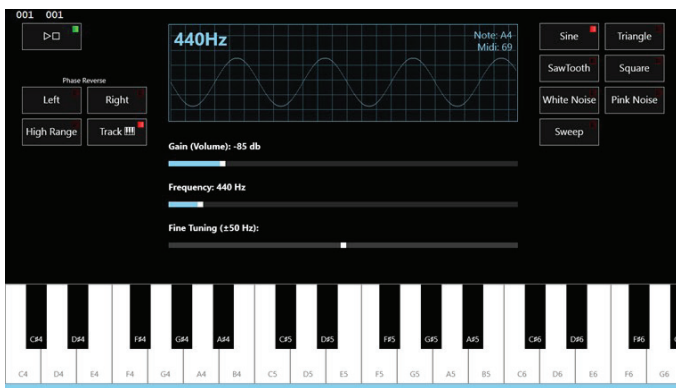 001 001
▷□
Phase Reverse
Left Right
High Range Track
440Hz
Note: A4
Midi: 69
Gain (Volume): -85 db
Frequency: 440 Hz
Fine Tuning (±50 Hz):
Sine Triangle
SawTooth Square
White Noise Pink Noise
Sweep
C#4 D#4 F#4 G#4 A#4 C#5 D#5 F#5 G#5 A#5 C#6 D#6 F#6
C4 D4 E4 F4 G4 A4 B4 C5 D5 E5 F5 G5 A5 B5 C6 D6 E6 F6 G6